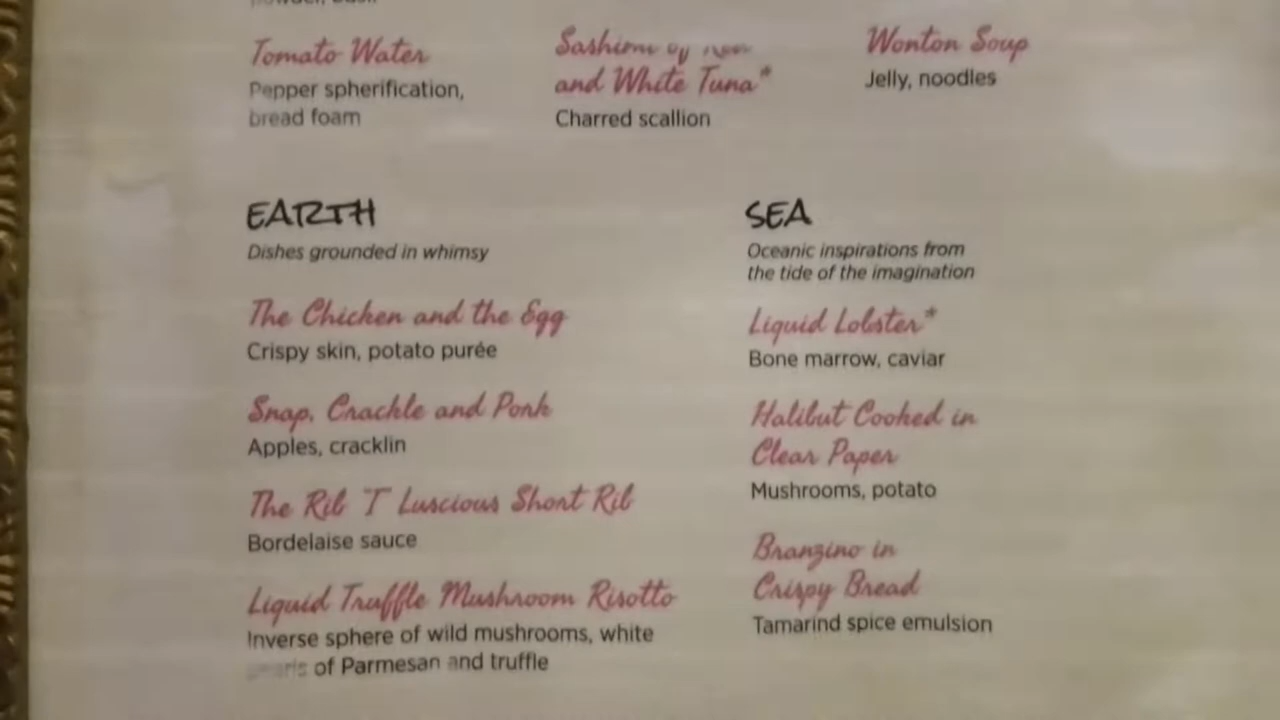 Tomato Water
Pepper spherification,
bread foam
Sashimi
and White Tuna*
Charred scallion
Wonton Soup
Jelly, noodles
EARTH
Dishes grounded in whimsy
The Chicken and the Egg
Crispy skin, potato purée
Snap, Crackle and Pork
Apples, cracklin
The Rib "T" Luscious Short Rib
Bordelaise sauce
Liquid Truffle Mushroom Risotto
Inverse sphere of wild mushrooms, white
of Parmesan and truffle
SEA
Oceanic inspirations from
the tide of the imagination
Liquid Lobster*
Bone marrow, caviar
Halibut Cooked in
Clear Paper
Mushrooms, potato
Branzino in
Crispy Bread
Tamarind spice emulsion